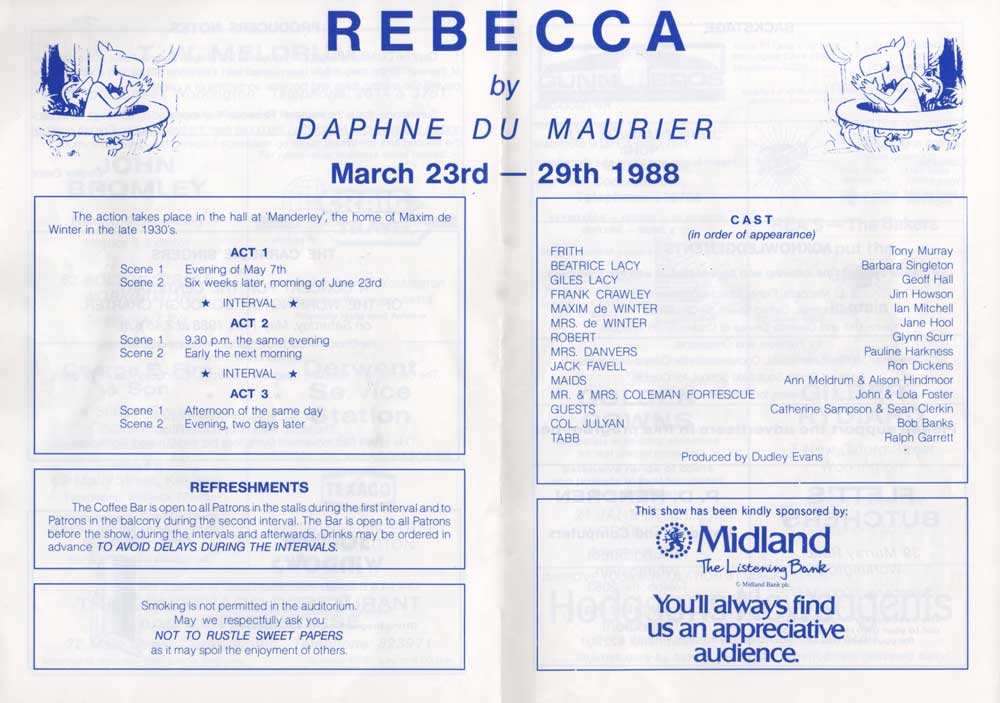 REBECCA
by
DAPHNE DU MAURIER
March 23rd — 29th 1988
The action takes place in the hall at 'Manderley', the home of Maxim de
Winter in the late 1930's.
ACT 1
Scene 1 Evening of May 7th
Scene 2 Six weeks later, morning of June 23rd
★ INTERVAL ★
ACT 2
Scene 1 9.30 p.m. the same evening
Scene 2 Early the next morning
★ INTERVAL ★
ACT 3
Scene 1 Afternoon of the same day
Scene 2 Evening, two days later
REFRESHMENTS
The Coffee Bar is open to all Patrons in the stalls during the first interval and to
Patrons in the balcony during the second interval. The Bar is open to all Patrons
before the show, during the intervals and afterwards. Drinks may be ordered in
advance TO AVOID DELAYS DURING THE INTERVALS.
Smoking is not permitted in the auditorium.
May we respectfully ask you
NOT TO RUSTLE SWEET PAPERS
as it may spoil the enjoyment of others.
CAST
(in order of appearance)
FRITH Tony Murray
BEATRICE LACY Barbara Singleton
GILES LACY Geoff Hall
FRANK CRAWLEY Jim Howson
MAXIM de WINTER Ian Mitchell
MRS. de WINTER Jane Hool
ROBERT Glynn Scurr
MRS. DANVERS Pauline Harkness
JACK FAVELL Ron Dickens
MAIDS Ann Meldrum & Alison Hindmoor
MR. & MRS. COLEMAN FORTESCUE John & Lola Foster
GUESTS Catherine Sampson & Sean Clerkin
COL. JULYAN Bob Banks
TABB Ralph Garrett
Produced by Dudley Evans
This show has been kindly sponsored by:
Midland
The Listening Bank
© Midland Bank plc.
You'll always find
us an appreciative
audience.